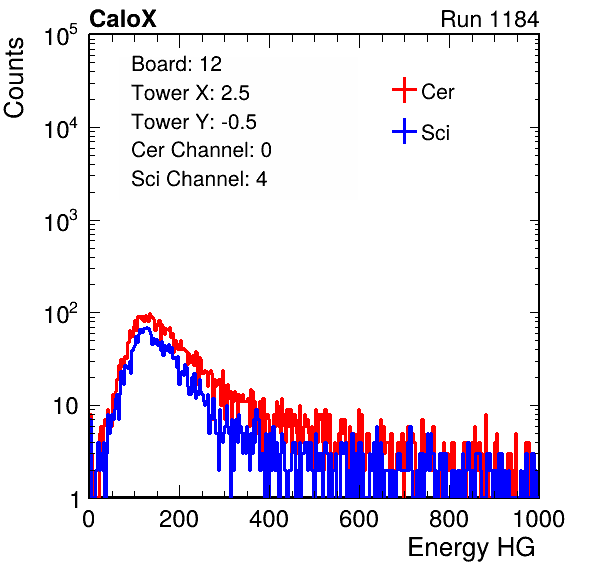 CaloX Run 1184
Counts
10^5
10^4
10^3
10^2
10
1
Board: 12
Tower X: 2.5
Tower Y: -0.5
Cer Channel: 0
Sci Channel: 4
Cer
Sci
0 200 400 600 800 1000
Energy HG